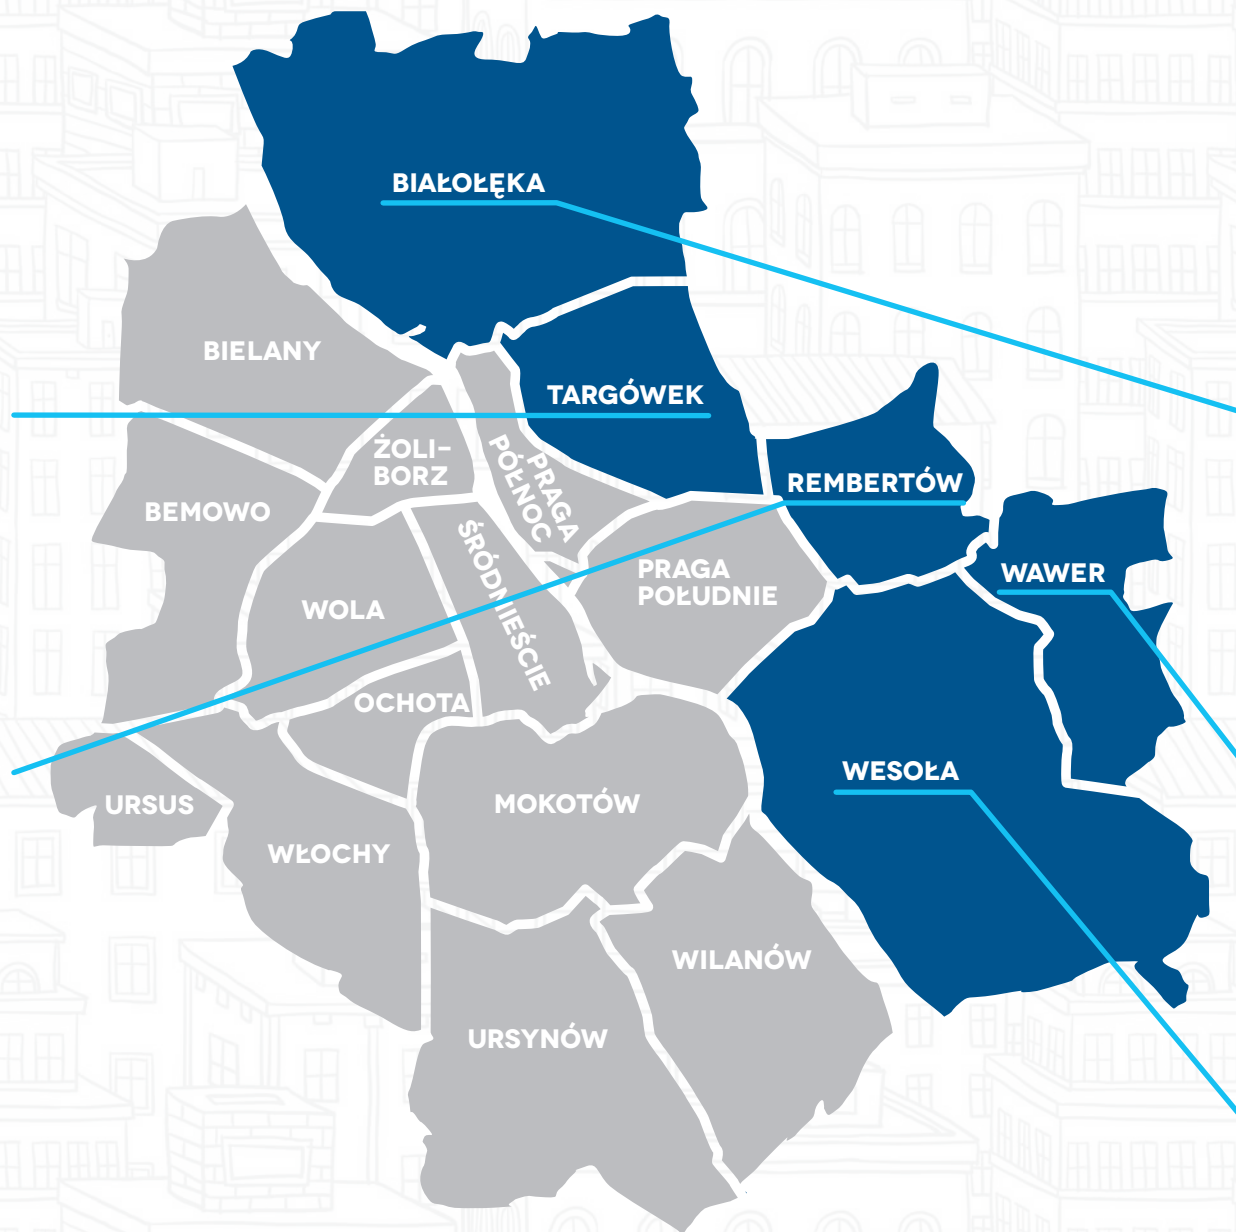 BIAŁOŁĘKA
BIELANY
TARGÓWEK
ŻOLI-
BORZ
PRAGA
PÓŁNOC
REMBERTÓW
BEMOWO
ŚRÓDNIEŚCIE
PRAGA
POŁUDNIE
WAWER
WOLA
OCHOTA
WESOŁA
URSUS
MOKOTÓW
WŁOCHY
WILANÓW
URSYNÓW